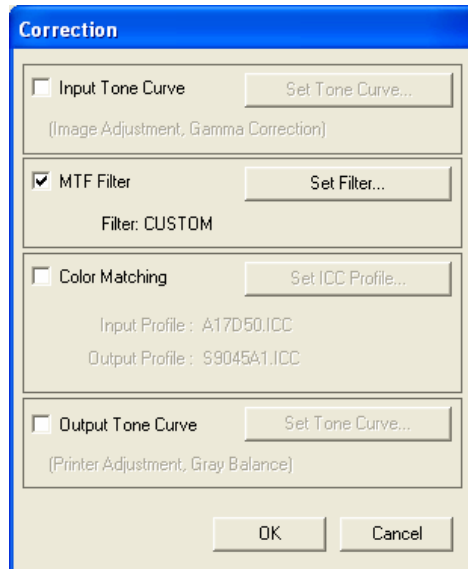 Correction
Input Tone Curve Set Tone Curve...
(Image Adjustment, Gamma Correction)
MTF Filter Set Filter...
Filter: CUSTOM
Color Matching Set ICC Profile...
Input Profile : A17D50.ICC
Output Profile : S9045A1.ICC
Output Tone Curve Set Tone Curve...
(Printer Adjustment, Gray Balance)
OK Cancel